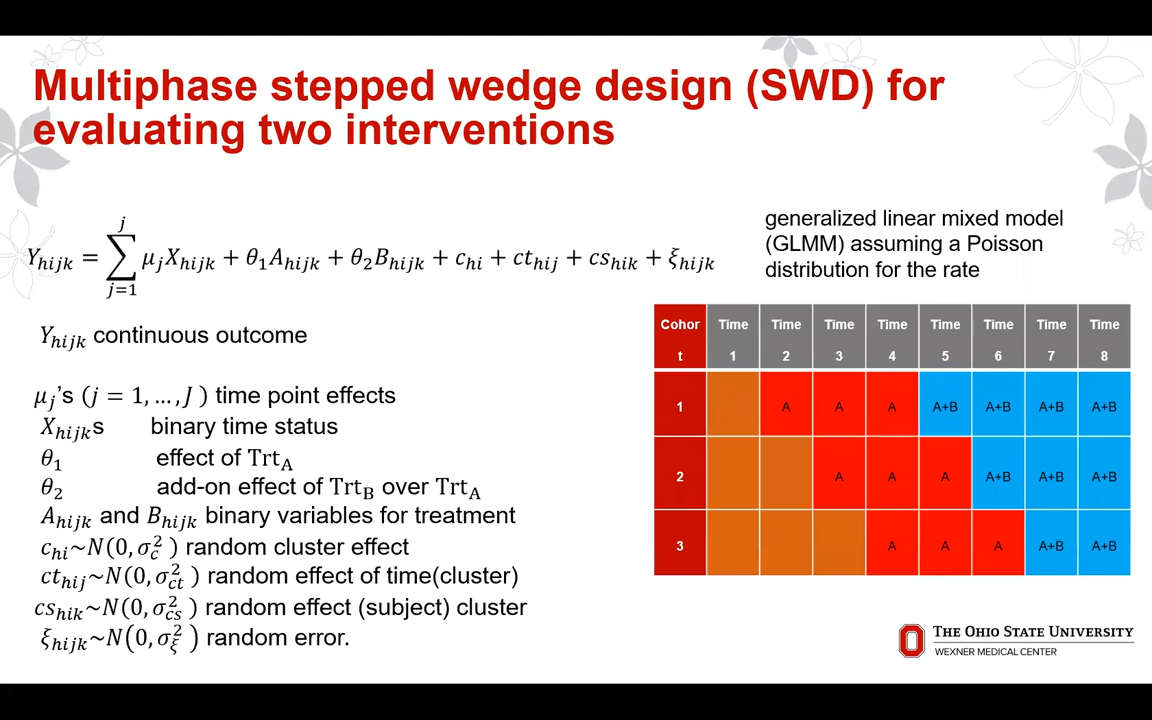 Multiphase stepped wedge design (SWD) for
evaluating two interventions
Y_hijk = ∑_{j=1}^{j} μ_j X_hijk + θ_1 A_hijk + θ_2 B_hijk + c_hi + ct_hij + cs_hik + ξ_hijk
Y_hijk continuous outcome
μ_j's (j = 1, …, J ) time point effects
X_hijk s binary time status
θ_1 effect of Trt_A
θ_2 add-on effect of Trt_B over Trt_A
A_hijk and B_hijk binary variables for treatment
c_hi~N(0, σ_c^2 ) random cluster effect
ct_hij~N(0, σ_ct^2 ) random effect of time(cluster)
cs_hik~N(0, σ_cs^2 ) random effect (subject) cluster
ξ_hijk~N(0, σ_ξ^2 ) random error.
generalized linear mixed model
(GLMM) assuming a Poisson
distribution for the rate
Cohor Time Time Time Time Time Time Time Time
t 1 2 3 4 5 6 7 8
1 A A A A+B A+B A+B A+B
2 A A A A+B A+B A+B
3 A A A A+B A+B
THE OHIO STATE UNIVERSITY
WEXNER MEDICAL CENTER